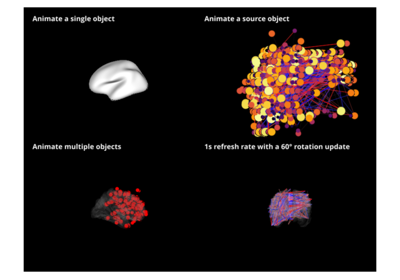 Animate a single object
Animate a source object
Animate multiple objects
1s refresh rate with a 60° rotation update